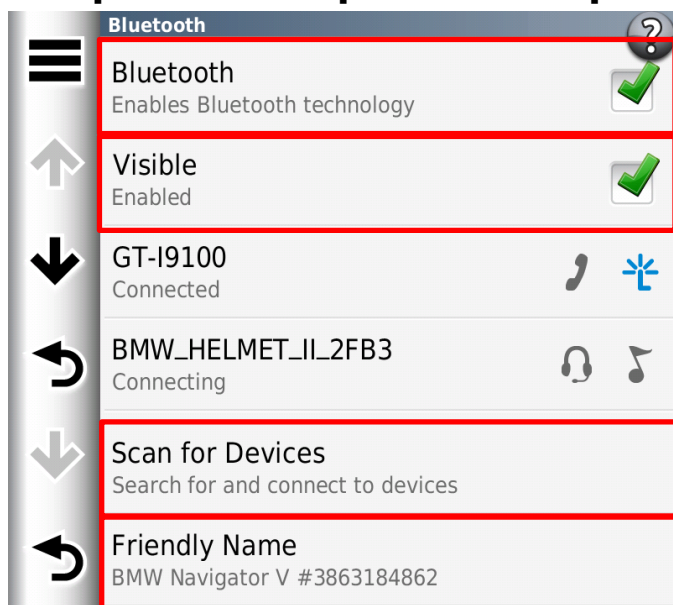 Bluetooth
Bluetooth
Enables Bluetooth technology
Visible
Enabled
GT-I9100
Connected
BMW_HELMET_II_2FB3
Connecting
Scan for Devices
Search for and connect to devices
Friendly Name
BMW Navigator V #3863184862